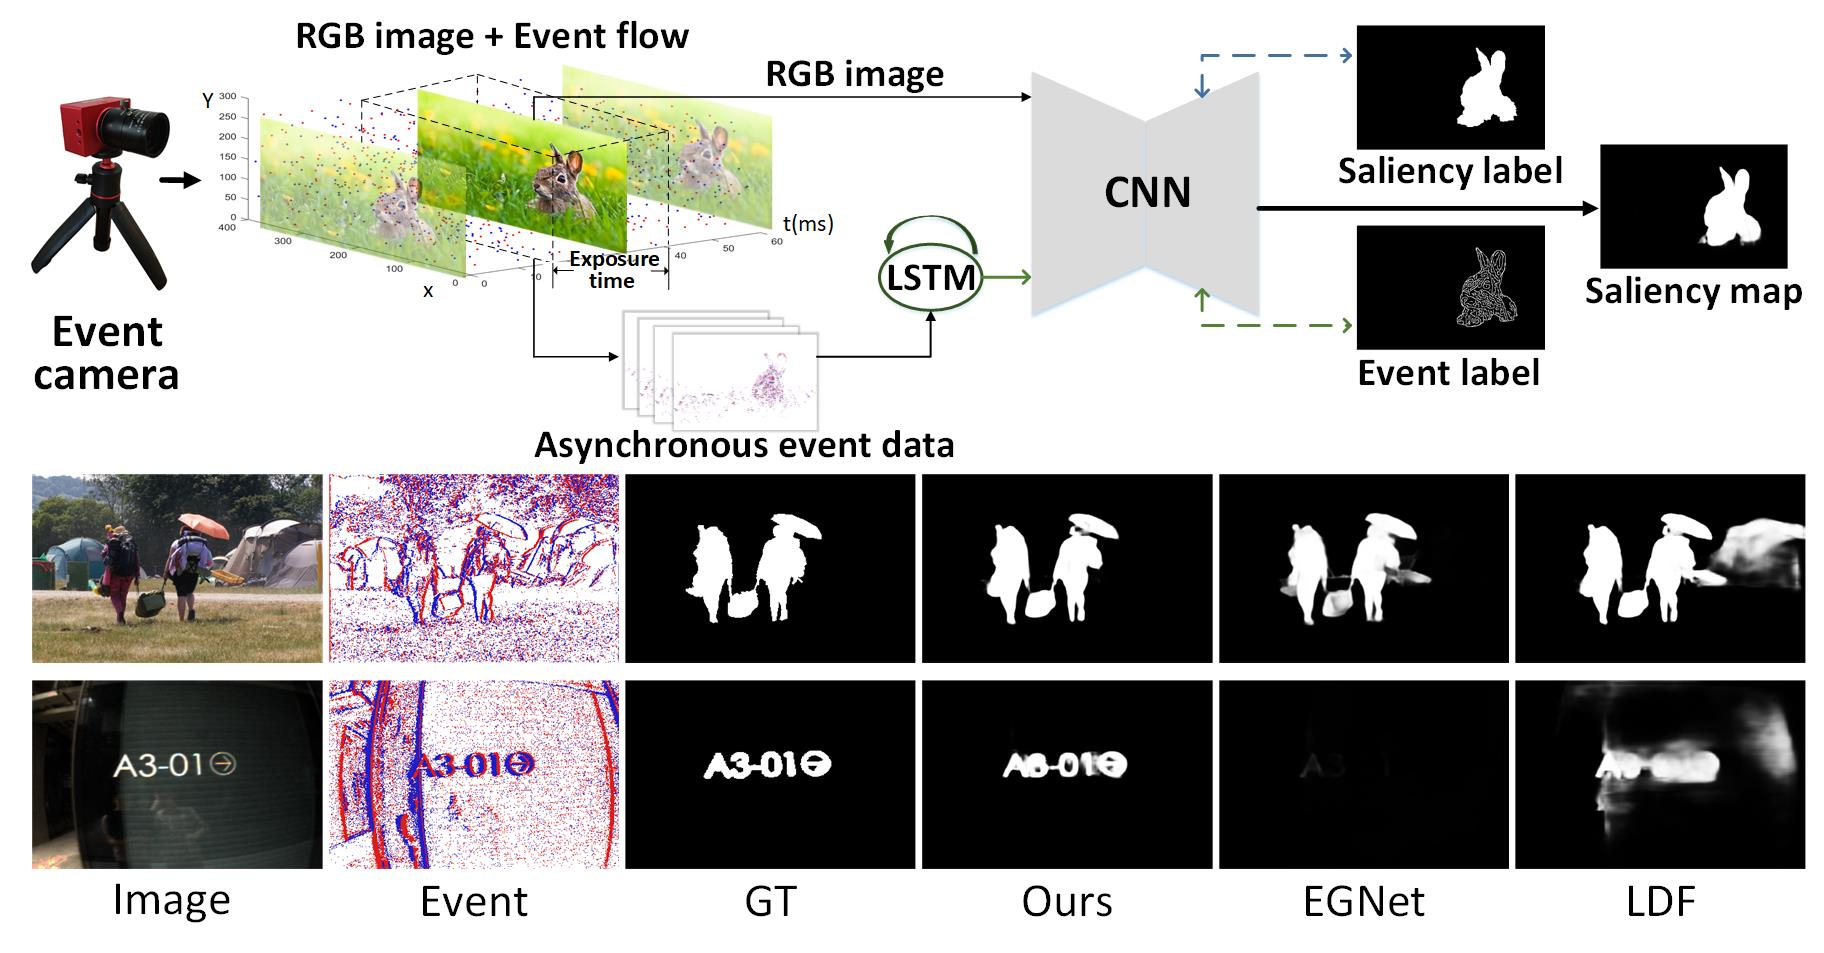 RGB image + Event flow
RGB image
Y
300
250
200
150
100
50
0
400
300
200
100
0
x
0
10
40
50
60
t(ms)
Exposure
time
Event
camera
LSTM
CNN
Asynchronous event data
Saliency label
Event label
Saliency map
A3-01
A3-01
A3-01
A3-01
A3
Image
Event
GT
Ours
EGNet
LDF